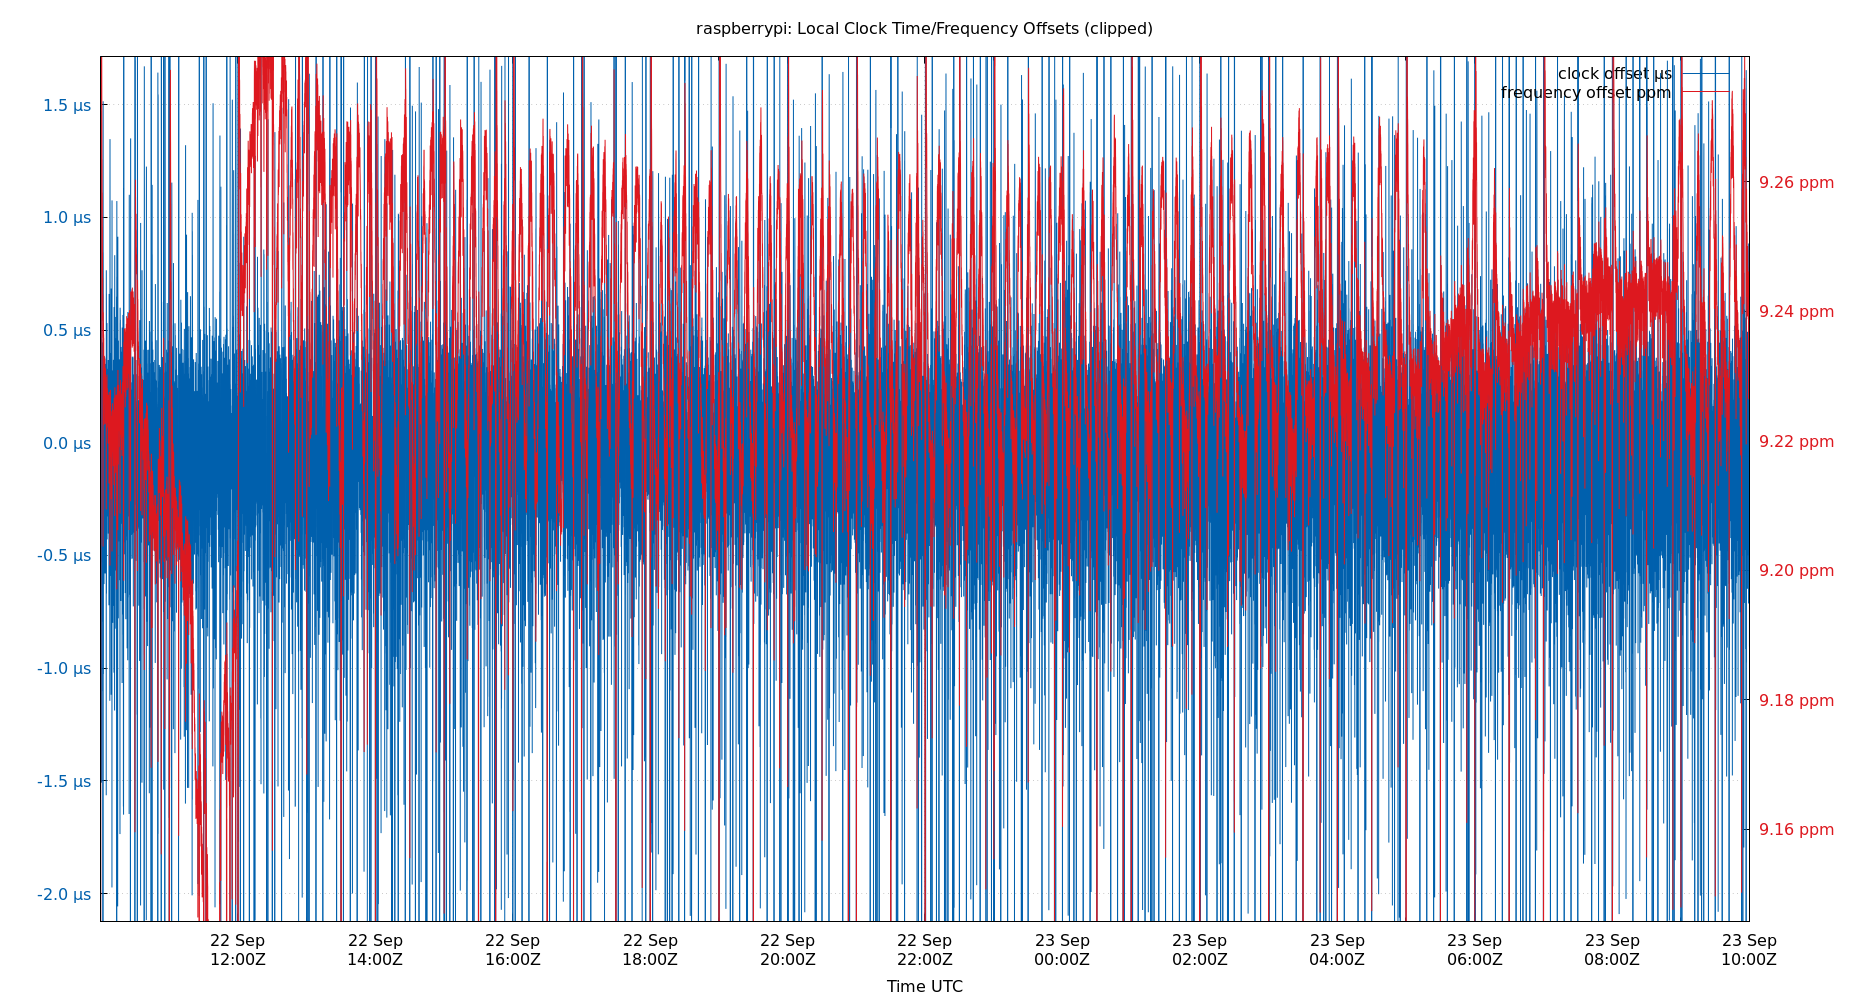 raspberrypi: Local Clock Time/Frequency Offsets (clipped)
clock offset µs
frequency offset ppm
1.5 µs
1.0 µs
0.5 µs
0.0 µs
-0.5 µs
-1.0 µs
-1.5 µs
-2.0 µs
9.26 ppm
9.24 ppm
9.22 ppm
9.20 ppm
9.18 ppm
9.16 ppm
22 Sep 22 Sep 22 Sep 22 Sep 22 Sep 22 Sep 23 Sep 23 Sep 23 Sep 23 Sep 23 Sep 23 Sep
12:00Z 14:00Z 16:00Z 18:00Z 20:00Z 22:00Z 00:00Z 02:00Z 04:00Z 06:00Z 08:00Z 10:00Z
Time UTC